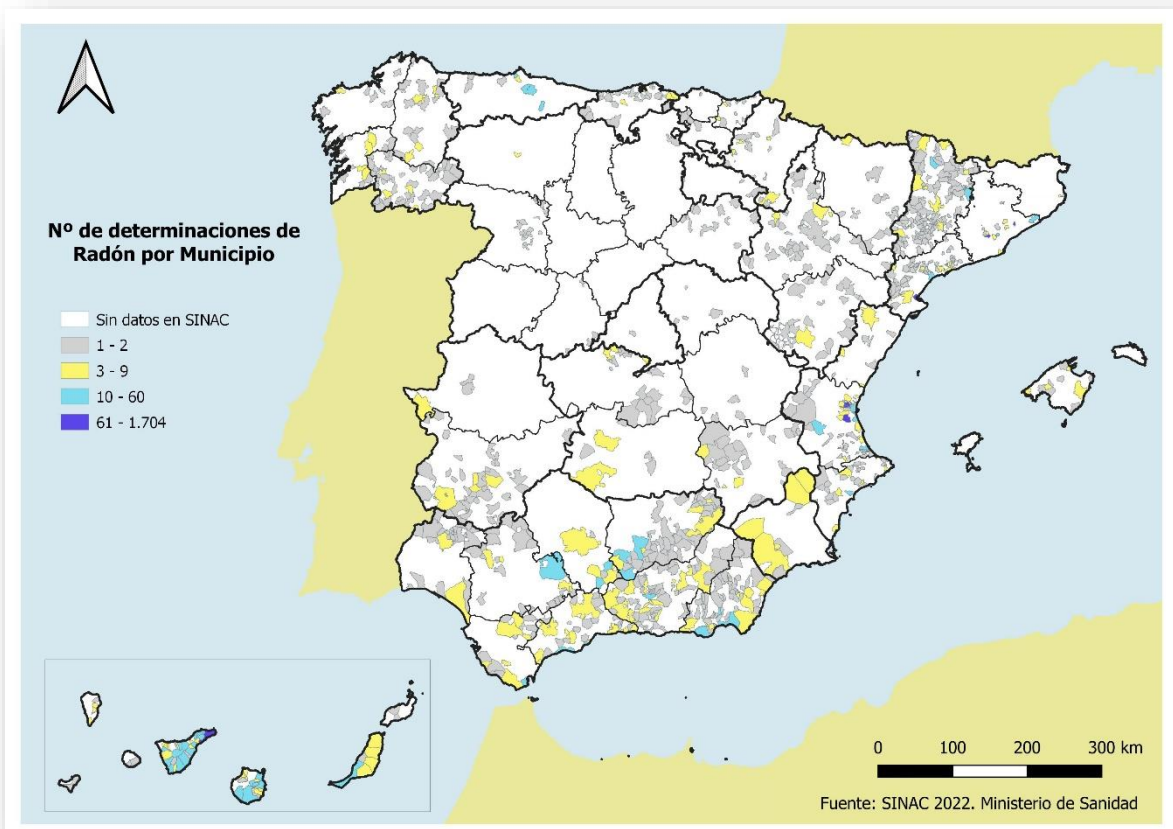 Nº de determinaciones de
Radón por Municipio
Sin datos en SINAC
1 - 2
3 - 9
10 - 60
61 - 1.704
0 100 200 300 km
Fuente: SINAC 2022. Ministerio de Sanidad